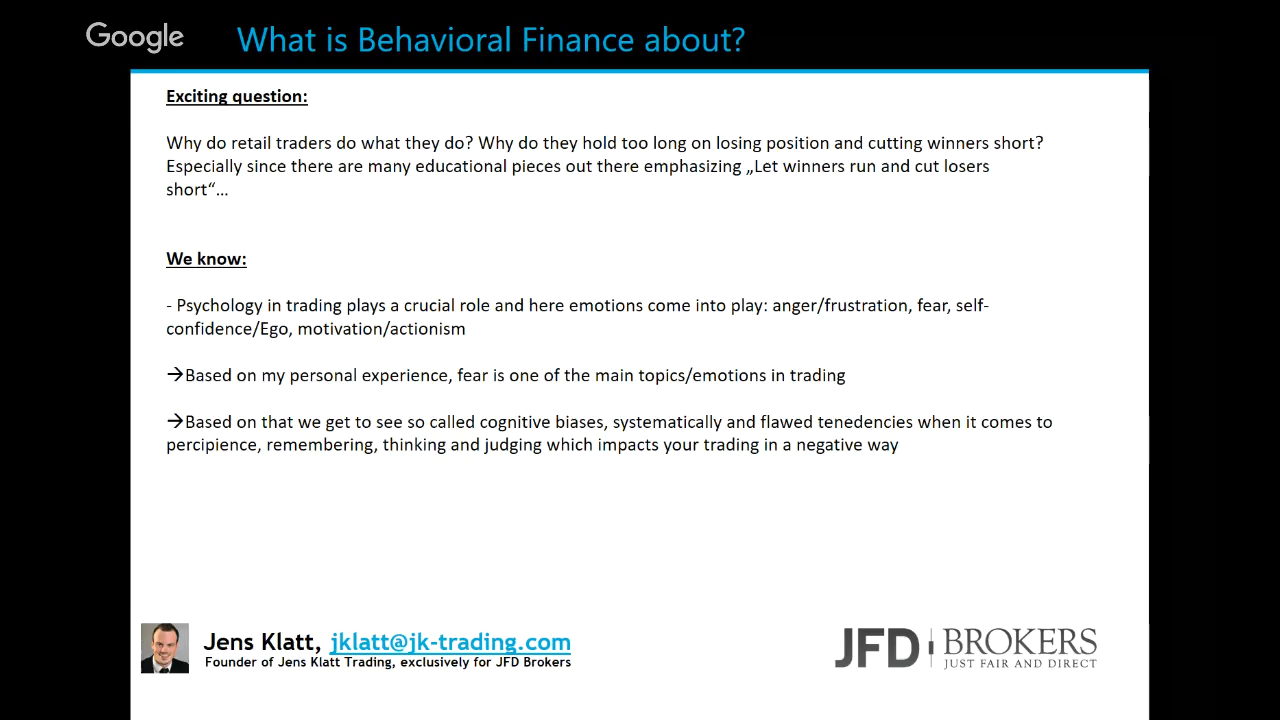 Google
What is Behavioral Finance about?
Exciting question:
Why do retail traders do what they do? Why do they hold too long on losing position and cutting winners short?
Especially since there are many educational pieces out there emphasizing „Let winners run and cut losers
short“…
We know:
- Psychology in trading plays a crucial role and here emotions come into play: anger/frustration, fear, self-
confidence/Ego, motivation/actionism
→Based on my personal experience, fear is one of the main topics/emotions in trading
→Based on that we get to see so called cognitive biases, systematically and flawed tenedencies when it comes to
percipience, remembering, thinking and judging which impacts your trading in a negative way
Jens Klatt, jklatt@jk-trading.com
Founder of Jens Klatt Trading, exclusively for JFD Brokers
JFD BROKERS
JUST FAIR AND DIRECT